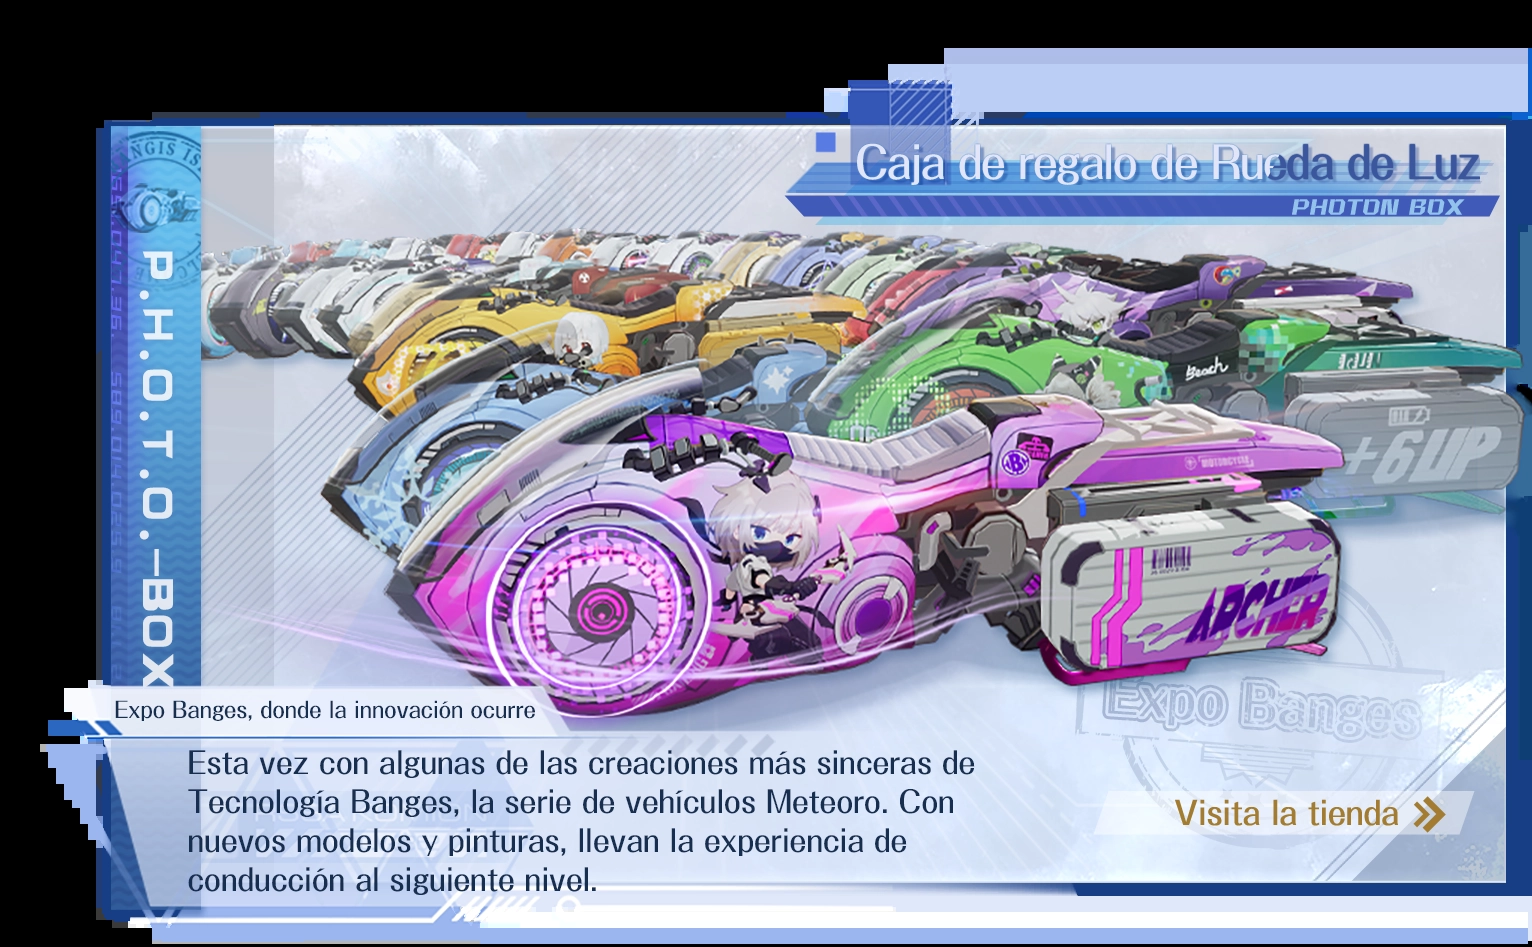 Caja de regalo de Rueda de Luz
PHOTON BOX
P.H.O.T.O.-BOX
Beach
+6UP
MOTORCYCLE
ARCHER
Expo Banges
Expo Banges, donde la innovación ocurre
Esta vez con algunas de las creaciones más sinceras de
Tecnología Banges, la serie de vehículos Meteoro. Con
nuevos modelos y pinturas, llevan la experiencia de
conducción al siguiente nivel.
Visita la tienda